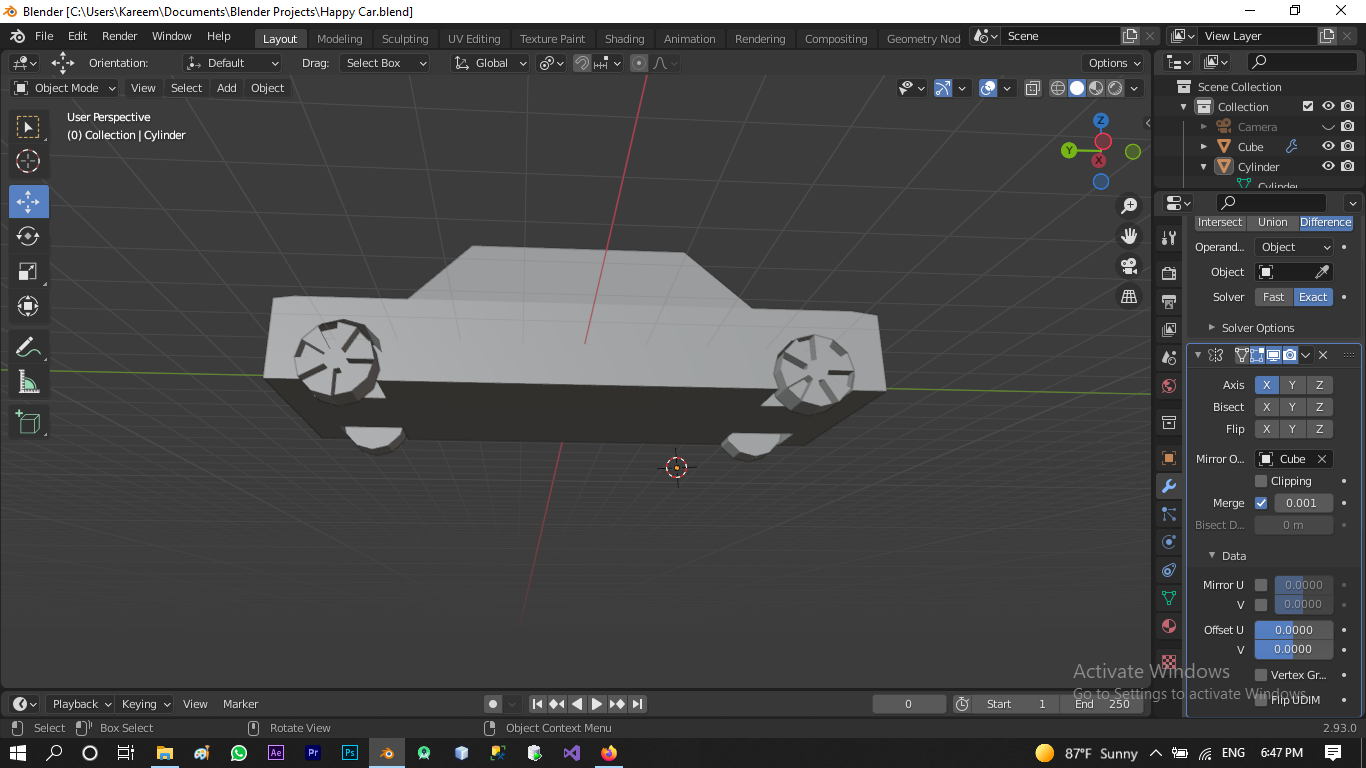 Blender [C:\Users\Kareem\Documents\Blender Projects\Happy Car.blend]
File Edit Render Window Help Layout Modeling Sculpting UV Editing Texture Paint Shading Animation Rendering Compositing Geometry Nod Scene View Layer
Orientation: Default Drag: Select Box Global Options
Object Mode View Select Add Object
User Perspective
(0) Collection | Cylinder
Z
Y
X
Scene Collection
Collection
Camera
Cube
Cylinder
Cylinder
Intersect Union Difference
Operand... Object
Object
Solver Fast Exact
Solver Options
Axis X Y Z
Bisect X Y Z
Flip X Y Z
Mirror O... Cube
Clipping
Merge 0.001
Bisect D... 0 m
Data
Mirror U 0.0000
V 0.0000
Offset U 0.0000
V 0.0000
Vertex Gr...
Flip UDIM
Activate Windows
Go to Settings to activate Windows.
Playback Keying View Marker 0 Start 1 End 250
Select Box Select Rotate View Object Context Menu 2.93.0
Ae Pr Ps 87°F Sunny ENG 6:47 PM